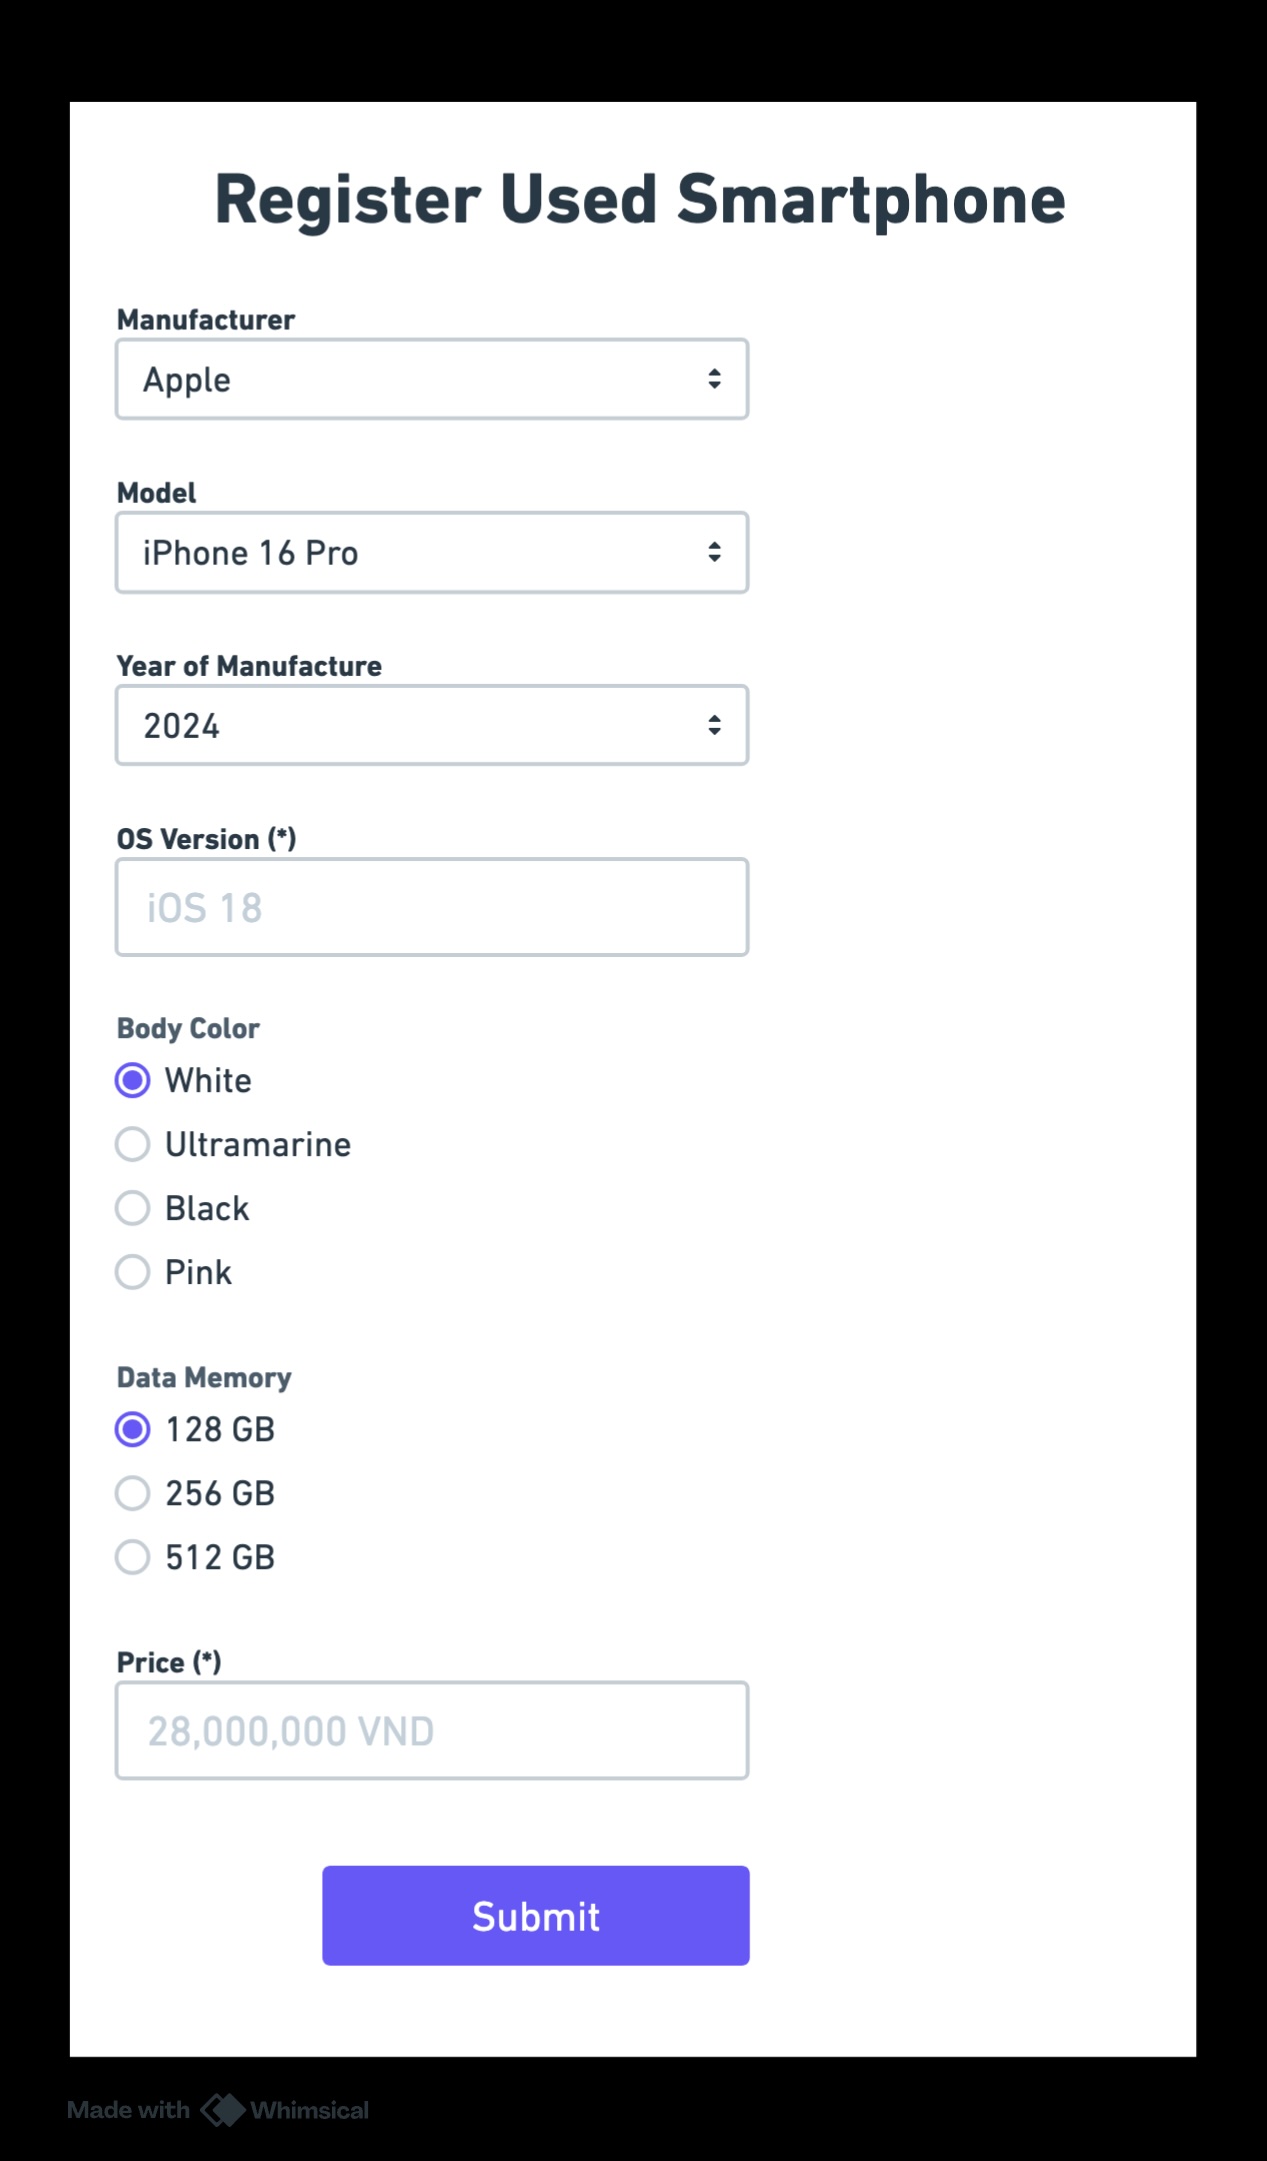 Register Used Smartphone
Manufacturer
Apple
Model
iPhone 16 Pro
Year of Manufacture
2024
OS Version (*)
iOS 18
Body Color
White
Ultramarine
Black
Pink
Data Memory
128 GB
256 GB
512 GB
Price (*)
28,000,000 VND
Submit
Made with Whimsical